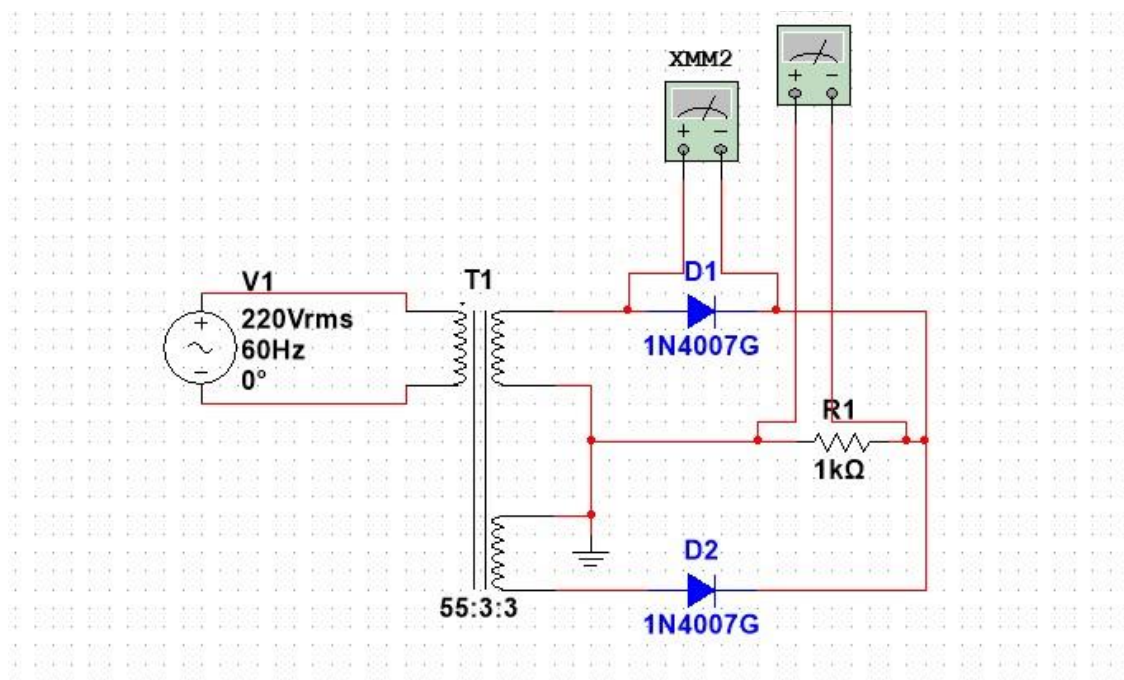 XMM2
+ −
+ −
V1
220Vrms
60Hz
0°
+
−
T1
D1
1N4007G
R1
1kΩ
D2
1N4007G
55:3:3